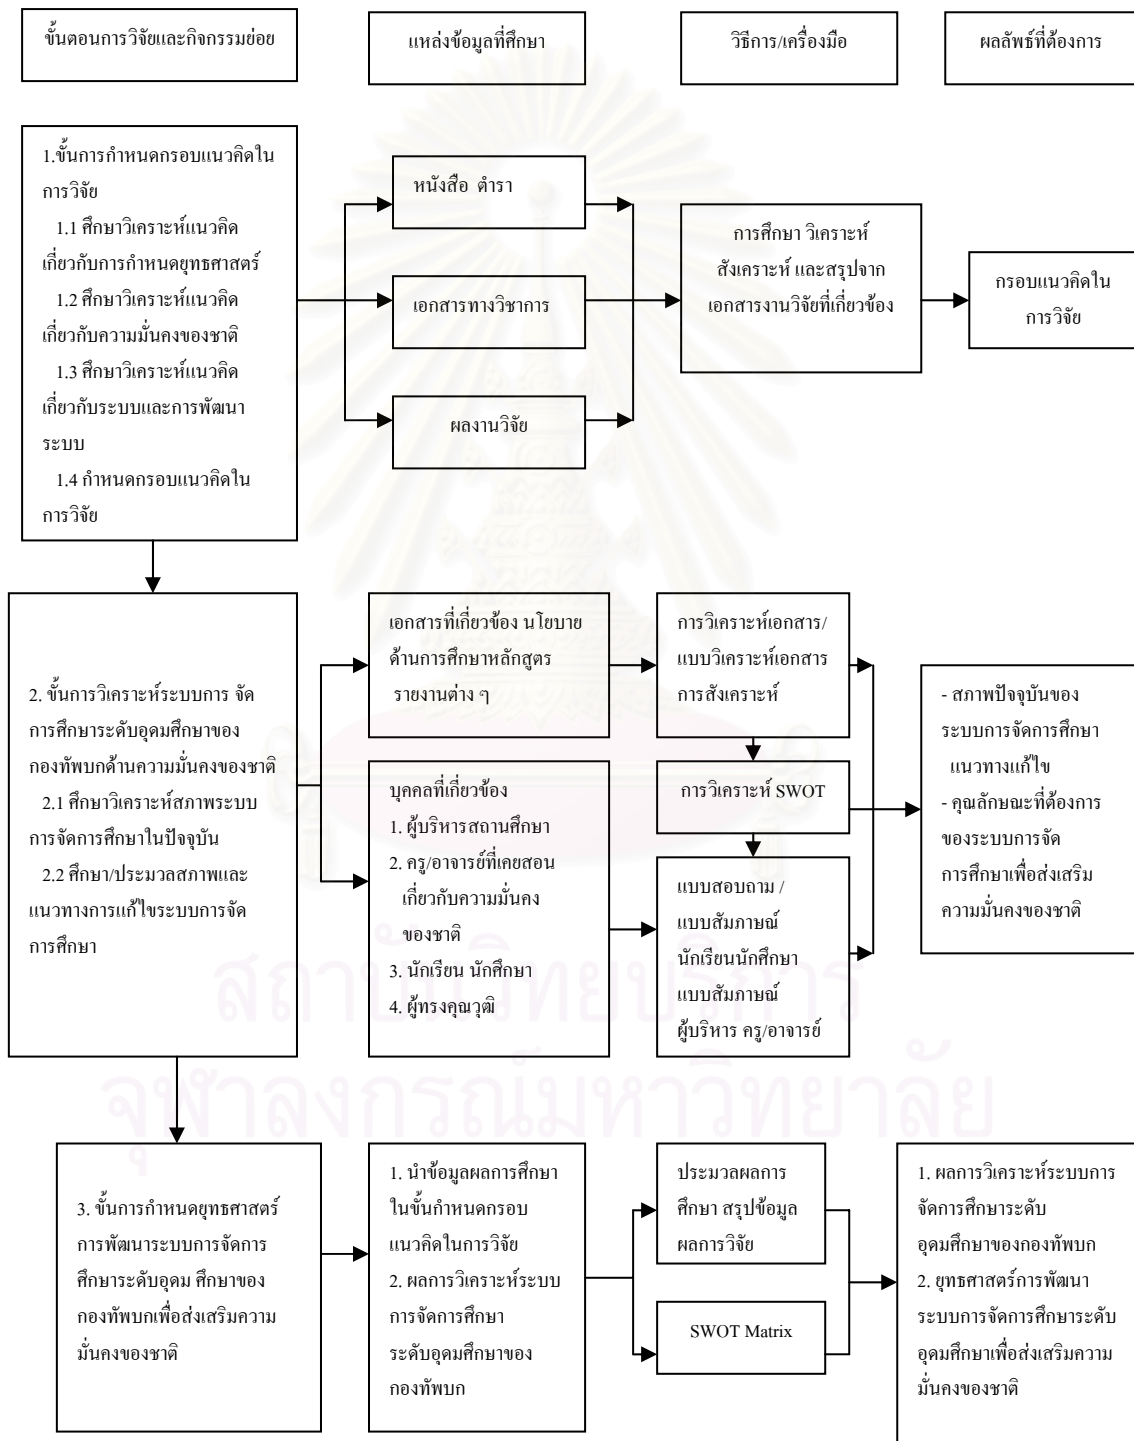 ขั้นตอนการวิจัยและกิจกรรมย่อย
แหล่งข้อมูลที่ศึกษา
วิธีการ/เครื่องมือ
ผลลัพธ์ที่ต้องการ
1.ขั้นการกำหนดกรอบแนวคิดใน
การวิจัย
1.1 ศึกษาวิเคราะห์แนวคิด
เกี่ยวกับการกำหนดยุทธศาสตร์
1.2 ศึกษาวิเคราะห์แนวคิด
เกี่ยวกับความมั่นคงของชาติ
1.3 ศึกษาวิเคราะห์แนวคิด
เกี่ยวกับระบบและการพัฒนา
ระบบ
1.4 กำหนดกรอบแนวคิดใน
การวิจัย
หนังสือ ตำรา
เอกสารทางวิชาการ
ผลงานวิจัย
การศึกษา วิเคราะห์
สังเคราะห์ และสรุปจาก
เอกสารงานวิจัยที่เกี่ยวข้อง
กรอบแนวคิดใน
การวิจัย
2. ขั้นการวิเคราะห์ระบบการ จัด
การศึกษาระดับอุดมศึกษาของ
กองทัพบกด้านความมั่นคงของชาติ
2.1 ศึกษาวิเคราะห์สภาพระบบ
การจัดการศึกษาในปัจจุบัน
2.2 ศึกษา/ประมวลสภาพและ
แนวทางการแก้ไขระบบการจัด
การศึกษา
เอกสารที่เกี่ยวข้อง นโยบาย
ด้านการศึกษาหลักสูตร
รายงานต่าง ๆ
บุคคลที่เกี่ยวข้อง
1. ผู้บริหารสถานศึกษา
2. ครู/อาจารย์ที่เคยสอน
เกี่ยวกับความมั่นคง
ของชาติ
3. นักเรียน นักศึกษา
4. ผู้ทรงคุณวุฒิ
การวิเคราะห์เอกสาร/
แบบวิเคราะห์เอกสาร
การสังเคราะห์
การวิเคราะห์ SWOT
แบบสอบถาม /
แบบสัมภาษณ์
นักเรียนนักศึกษา
แบบสัมภาษณ์
ผู้บริหาร ครู/อาจารย์
- สภาพปัจจุบันของ
ระบบการจัดการศึกษา
แนวทางแก้ไข
- คุณลักษณะที่ต้องการ
ของระบบการจัด
การศึกษาเพื่อส่งเสริม
ความมั่นคงของชาติ
สถาบันวิทยบริการ
จุฬาลงกรณ์มหาวิทยาลัย
3. ขั้นการกำหนดยุทธศาสตร์
การพัฒนาระบบการจัดการ
ศึกษาระดับอุดม ศึกษาของ
กองทัพบกเพื่อส่งเสริมความ
มั่นคงของชาติ
1. นำข้อมูลผลการศึกษา
ในขั้นกำหนดกรอบ
แนวคิดในการวิจัย
2. ผลการวิเคราะห์ระบบ
การจัดการศึกษา
ระดับอุดมศึกษาของ
กองทัพบก
ประมวลผลการ
ศึกษา สรุปข้อมูล
ผลการวิจัย
SWOT Matrix
1. ผลการวิเคราะห์ระบบการ
จัดการศึกษาระดับ
อุดมศึกษาของกองทัพบก
2. ยุทธศาสตร์การพัฒนา
ระบบการจัดการศึกษาระดับ
อุดมศึกษาเพื่อส่งเสริมความ
มั่นคงของชาติ